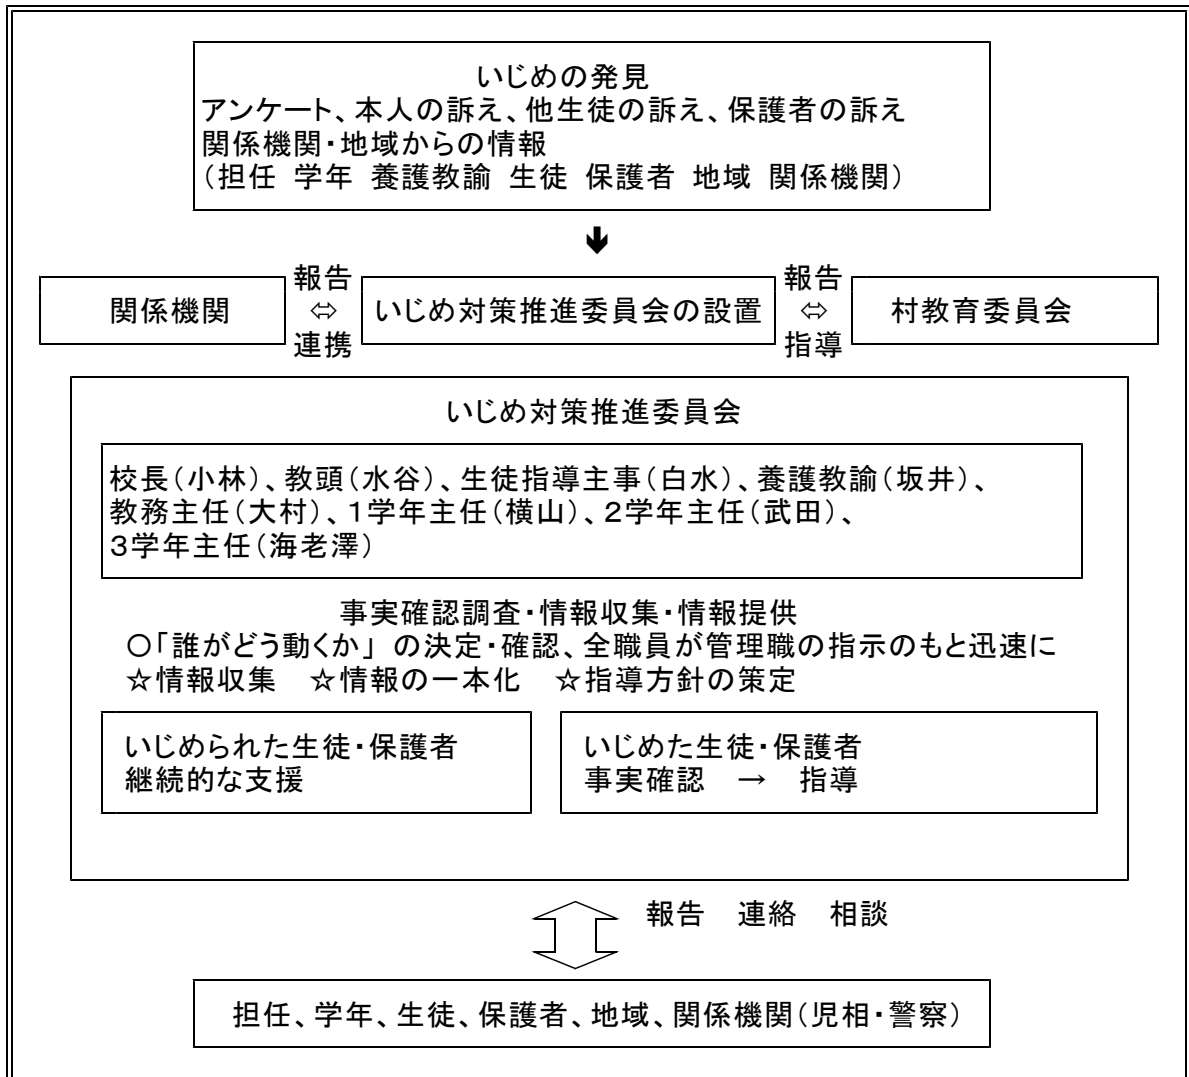 いじめの発見
アンケート、本人の訴え、他生徒の訴え、保護者の訴え
関係機関・地域からの情報
（担任 学年 養護教諭 生徒 保護者 地域 関係機関）
🡻
関係機関
報告
⇔
連携
いじめ対策推進委員会の設置
報告
⇔
指導
村教育委員会
いじめ対策推進委員会
校長（小林）、教頭（水谷）、生徒指導主事（白水）、養護教諭（坂井）、
教務主任（大村）、１学年主任（横山）、２学年主任（武田）、
３学年主任（海老澤）
事実確認調査・情報収集・情報提供
○「誰がどう動くか」の決定・確認、全職員が管理職の指示のもと迅速に
☆情報収集　☆情報の一本化　☆指導方針の策定
いじめられた生徒・保護者
継続的な支援
いじめた生徒・保護者
事実確認　→　指導
報告　連絡　相談
担任、学年、生徒、保護者、地域、関係機関（児相・警察）